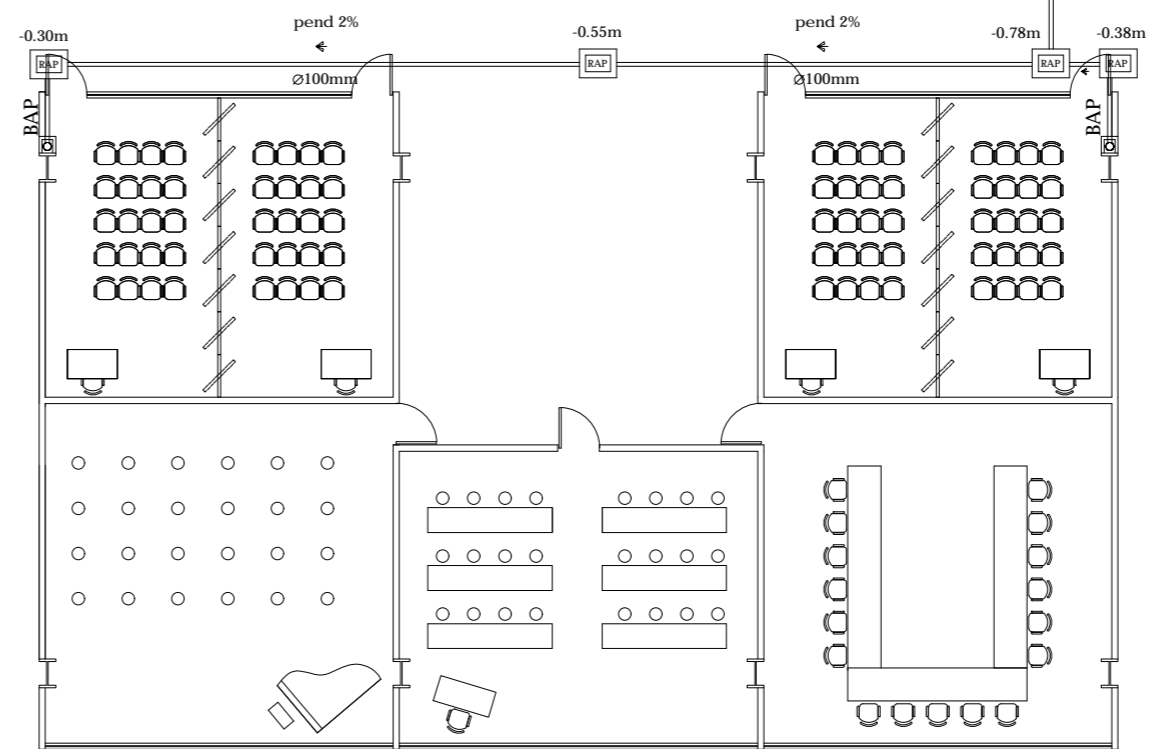 pend 2%
pend 2%
-0.30m
-0.55m
-0.78m
-0.38m
RAP
RAP
RAP
RAP
Ø100mm
Ø100mm
BAP
BAP